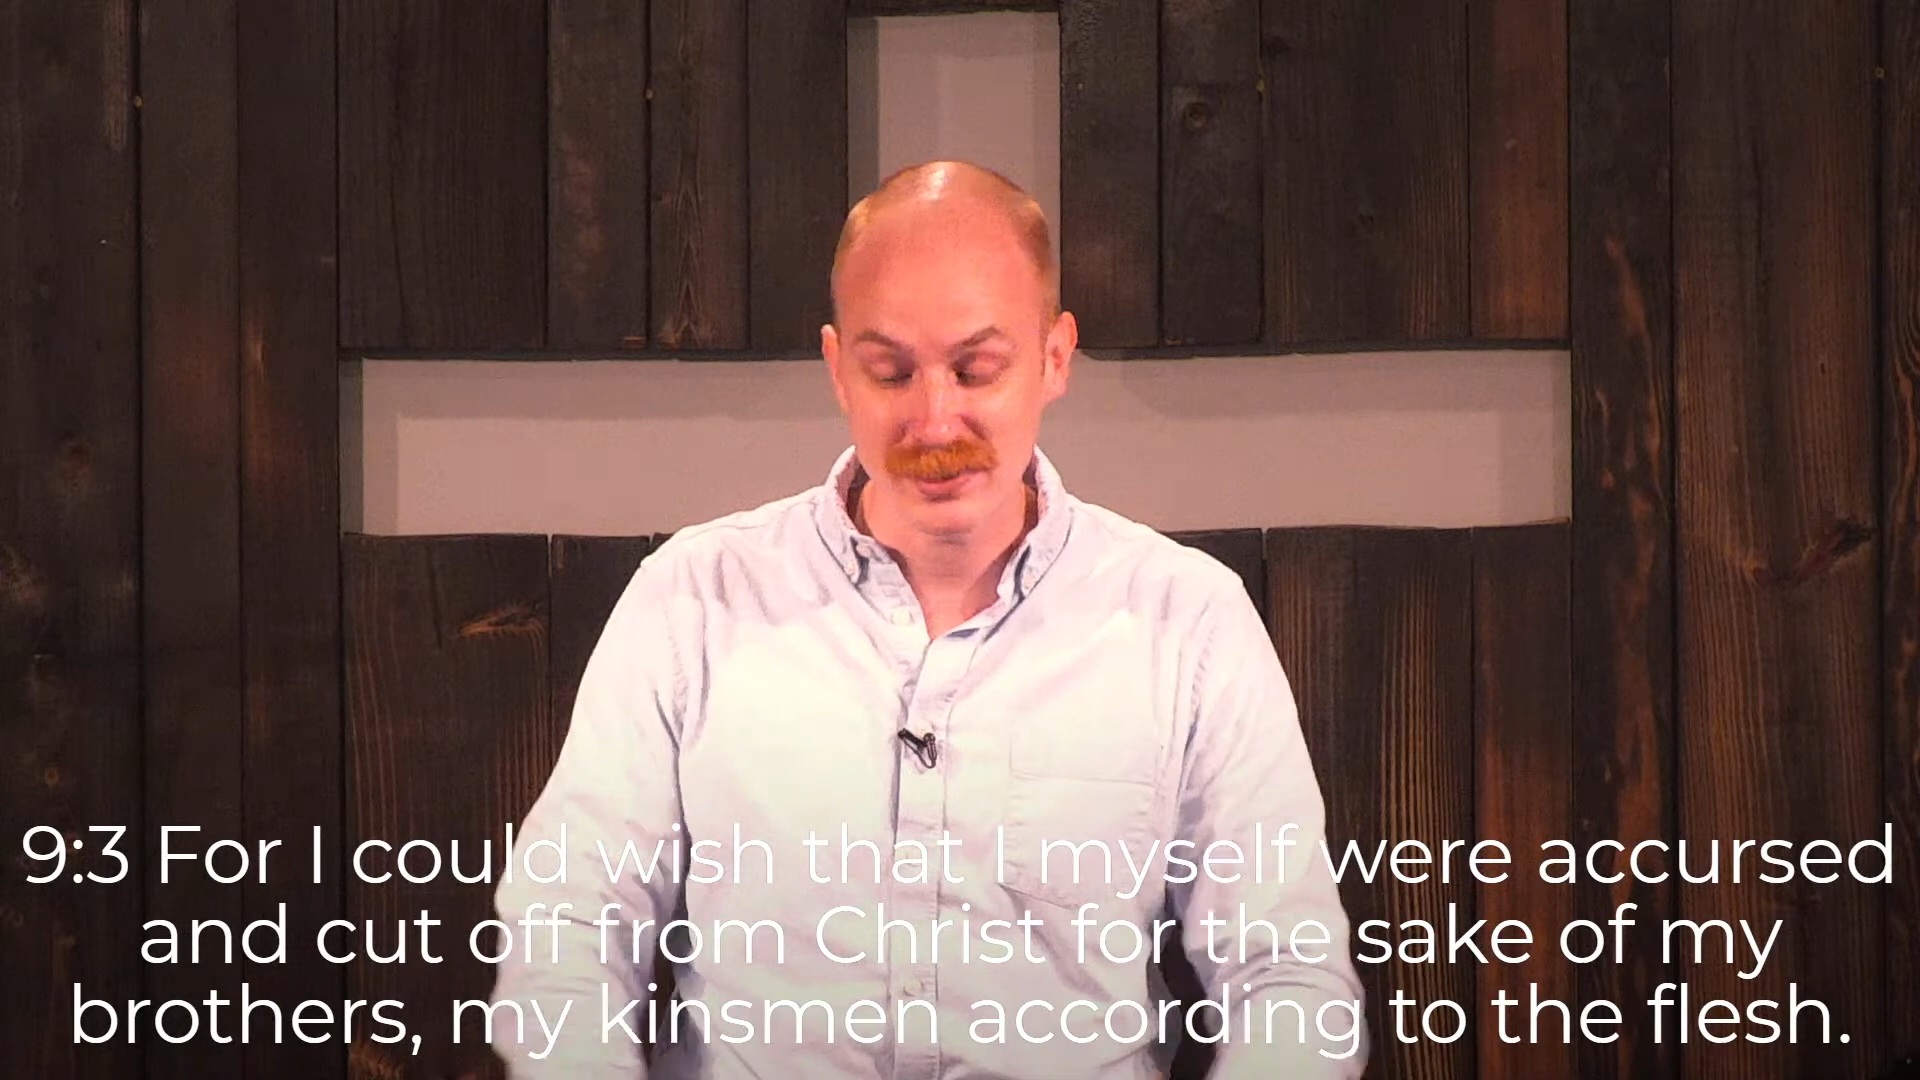 9:3 For I could wish that I myself were accursed
and cut off from Christ for the sake of my
brothers, my kinsmen according to the flesh.